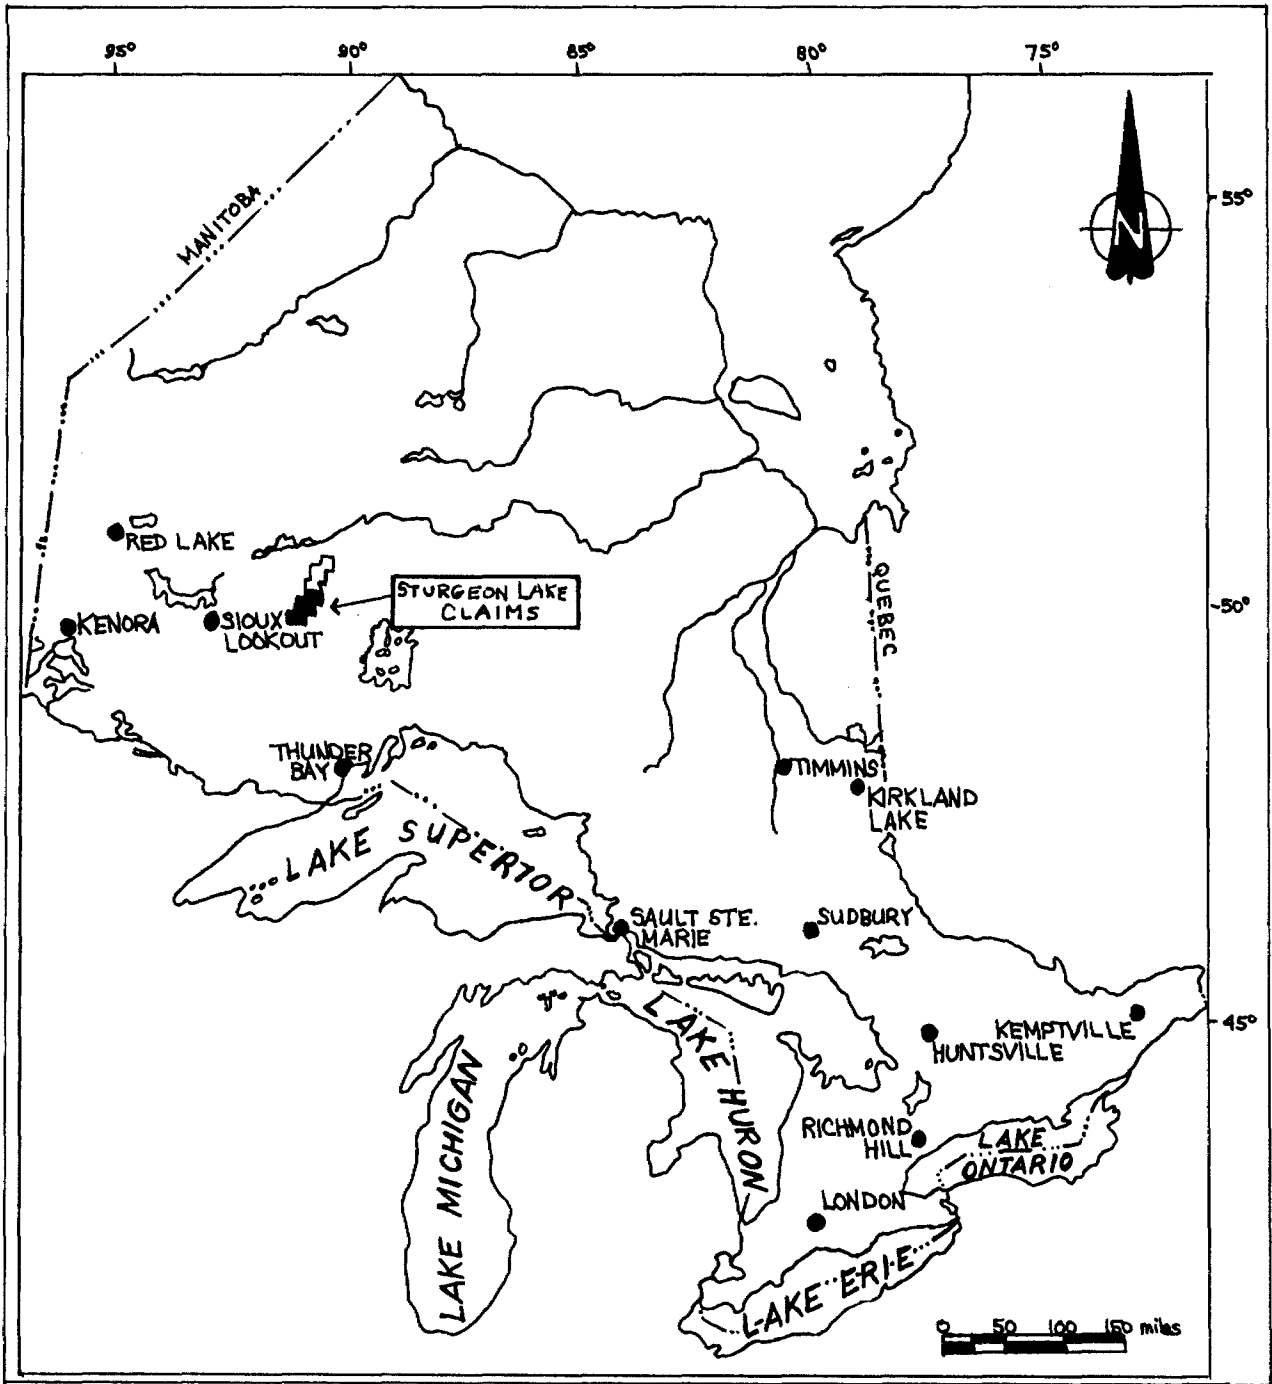 95° 90° 85° 80° 75°
MANITOBA
N
55°
RED LAKE
STURGEON LAKE
CLAIMS
50°
KENORA
SIOUX
LOOKOUT
QUEBEC
THUNDER
BAY
TIMMINS
KIRKLAND
LAKE
LAKE SUPERIOR
SAULT STE.
MARIE
SUDBURY
45°
KEMPTVILLE
HUNTSVILLE
LAKE HURON
LAKE MICHIGAN
RICHMOND
HILL
LAKE
ONTARIO
LONDON
LAKE ERIE
0 50 100 150 miles